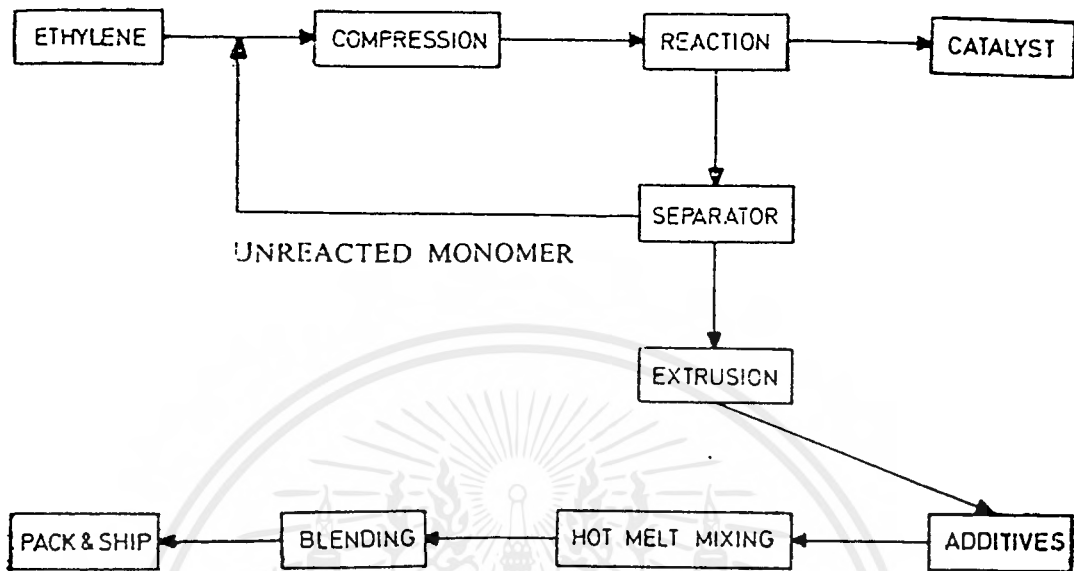 ETHYLENE
COMPRESSION
REACTION
CATALYST
SEPARATOR
UNREACTED MONOMER
EXTRUSION
PACK & SHIP
BLENDING
HOT MELT MIXING
ADDITIVES